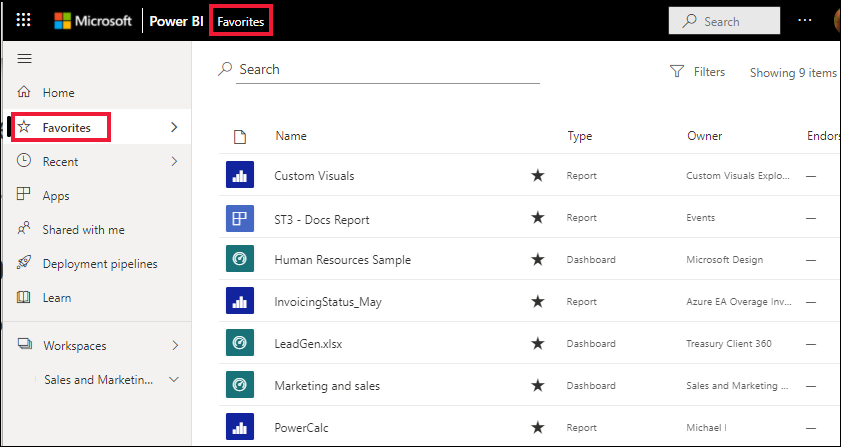 Microsoft Power BI Favorites Search ...
Search Filters Showing 9 items
Home
Favorites
Recent
Apps
Shared with me
Deployment pipelines
Learn
Workspaces
Sales and Marketin...
Name Type Owner Endors
Custom Visuals Report Custom Visuals Explo... —
ST3 - Docs Report Report Events —
Human Resources Sample Dashboard Microsoft Design —
InvoicingStatus_May Report Azure EA Overage Inv... —
LeadGen.xlsx Dashboard Treasury Client 360 —
Marketing and sales Dashboard Sales and Marketing —
PowerCalc Report Michael I —